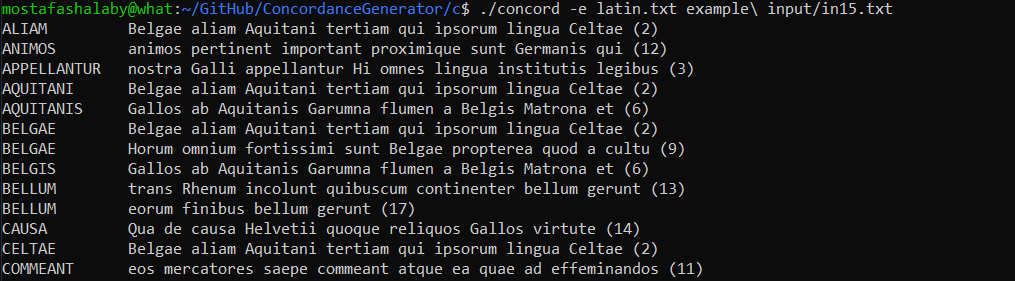 mostafashalaby@what:~/GitHub/ConcordanceGenerator/c$ ./concord -e latin.txt example\ input/in15.txt
ALIAM Belgae aliam Aquitani tertiam qui ipsorum lingua Celtae (2)
ANIMOS animos pertinent important proximique sunt Germanis qui (12)
APPELLANTUR nostra Galli appellantur Hi omnes lingua institutis legibus (3)
AQUITANI Belgae aliam Aquitani tertiam qui ipsorum lingua Celtae (2)
AQUITANIS Gallos ab Aquitanis Garumna flumen a Belgis Matrona et (6)
BELGAE Belgae aliam Aquitani tertiam qui ipsorum lingua Celtae (2)
BELGAE Horum omnium fortissimi sunt Belgae propterea quod a cultu (9)
BELGIS Gallos ab Aquitanis Garumna flumen a Belgis Matrona et (6)
BELLUM trans Rhenum incolunt quibuscum continenter bellum gerunt (13)
BELLUM eorum finibus bellum gerunt (17)
CAUSA Qua de causa Helvetii quoque reliquos Gallos virtute (14)
CELTAE Belgae aliam Aquitani tertiam qui ipsorum lingua Celtae (2)
COMMEANT eos mercatores saepe commeant atque ea quae ad effeminandos (11)